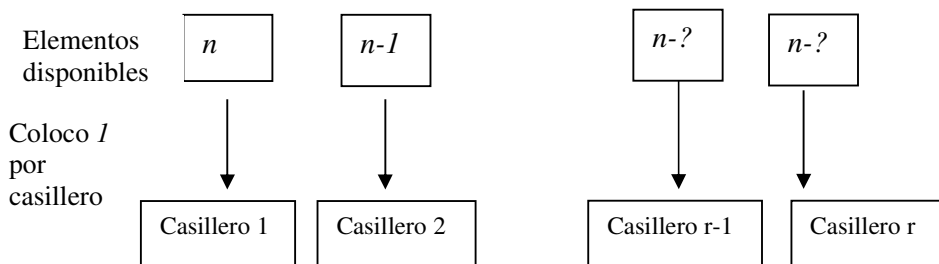 Elementos
disponibles
n
n-1
n-?
n-?
Coloco 1
por
casillero
Casillero 1
Casillero 2
Casillero r-1
Casillero r